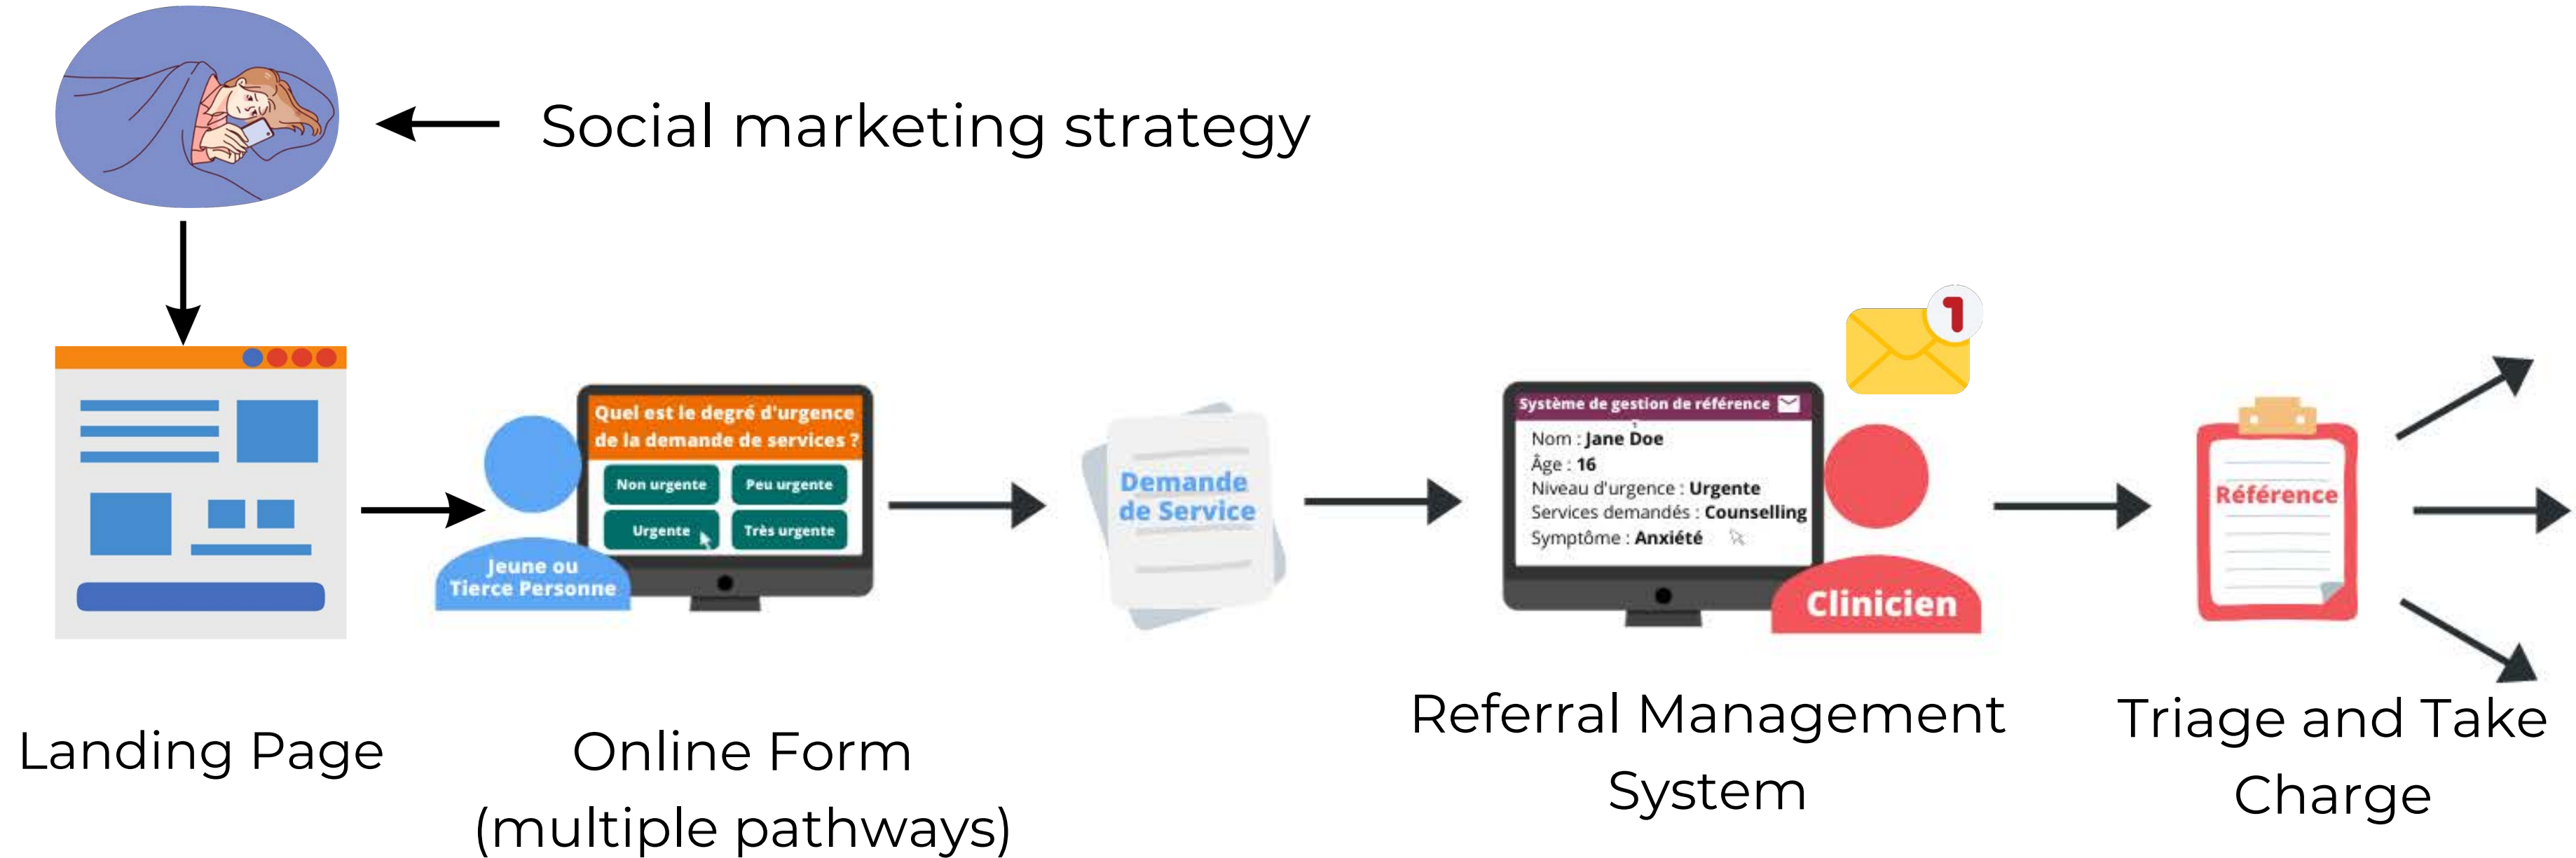 Social marketing strategy
Quel est le degré d'urgence
de la demande de services ?
Non urgente
Peu urgente
Urgente
Très urgente
Jeune ou
Tierce Personne
Demande
de Service
1
Système de gestion de référence
Nom : Jane Doe
Âge : 16
Niveau d'urgence : Urgente
Services demandés : Counselling
Symptôme : Anxiété
Clinicien
Référence
Landing Page
Online Form
(multiple pathways)
Referral Management
System
Triage and Take
Charge